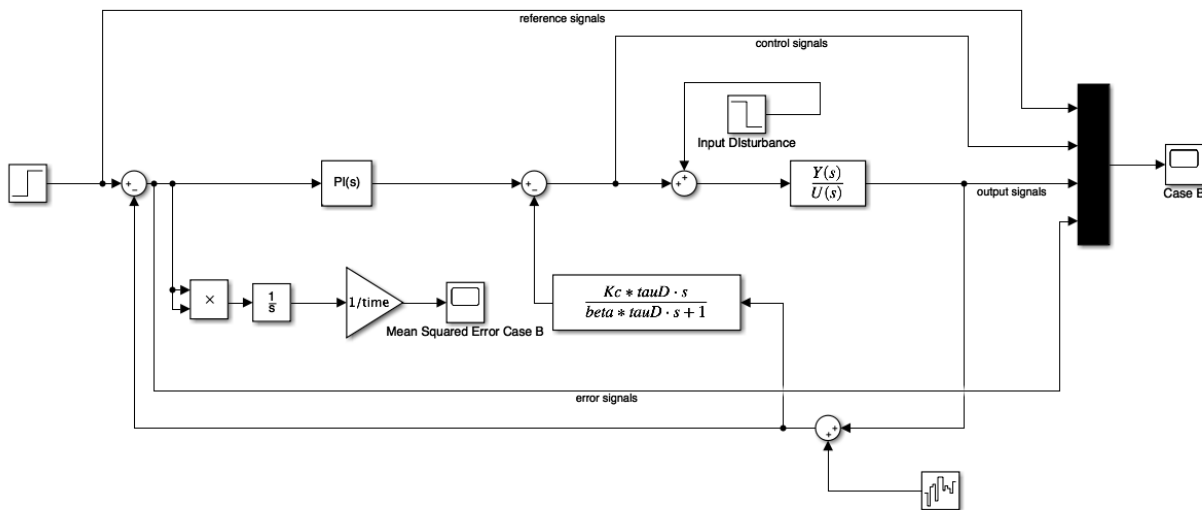 reference signals
control signals
Input DIsturbance
+
-
PI(s)
+
-
+
+
Y(s)
U(s)
output signals
Case B
×
1
s
1/time
Mean Squared Error Case B
Kc * tauD · s
beta * tauD · s + 1
error signals
+
+